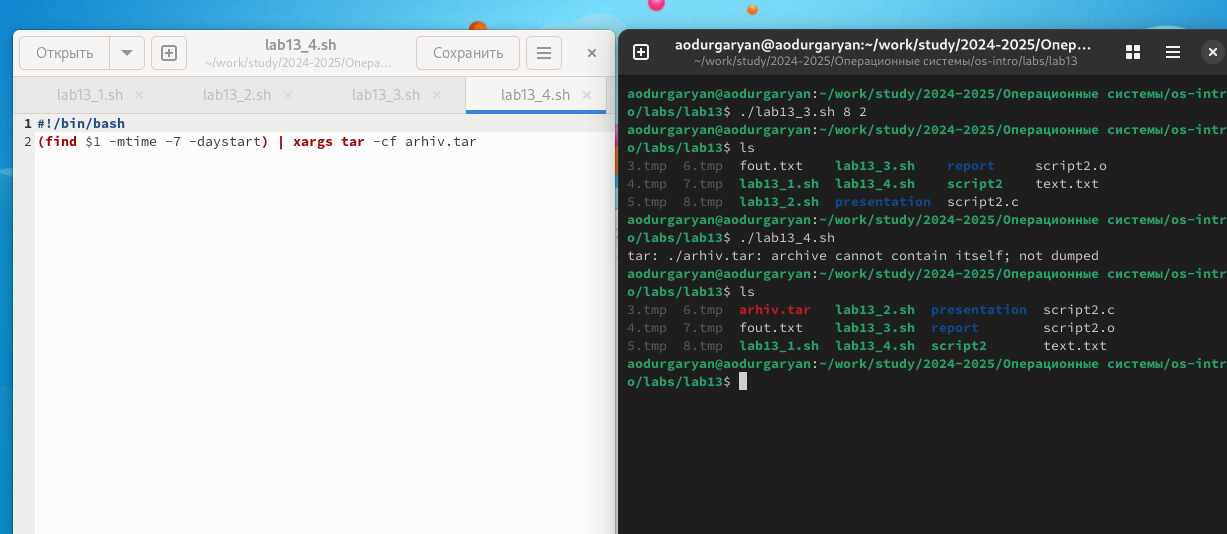 Открыть
lab13_4.sh
~/work/study/2024-2025/Опера...
Сохранить
lab13_1.sh
lab13_2.sh
lab13_3.sh
lab13_4.sh
1 #!/bin/bash
2 (find $1 -mtime -7 -daystart) | xargs tar -cf arhiv.tar
aodurgaryan@aodurgaryan:~/work/study/2024-2025/Опер...
~/work/study/2024-2025/Операционные системы/os-intro/labs/lab13
aodurgaryan@aodurgaryan:~/work/study/2024-2025/Операционные системы/os-intr
o/labs/lab13$ ./lab13_3.sh 8 2
aodurgaryan@aodurgaryan:~/work/study/2024-2025/Операционные системы/os-intr
o/labs/lab13$ ls
3.tmp 6.tmp fout.txt lab13_3.sh report script2.o
4.tmp 7.tmp lab13_1.sh lab13_4.sh script2 text.txt
5.tmp 8.tmp lab13_2.sh presentation script2.c
aodurgaryan@aodurgaryan:~/work/study/2024-2025/Операционные системы/os-intr
o/labs/lab13$ ./lab13_4.sh
tar: ./arhiv.tar: archive cannot contain itself; not dumped
aodurgaryan@aodurgaryan:~/work/study/2024-2025/Операционные системы/os-intr
o/labs/lab13$ ls
3.tmp 6.tmp arhiv.tar lab13_2.sh presentation script2.c
4.tmp 7.tmp fout.txt lab13_3.sh report script2.o
5.tmp 8.tmp lab13_1.sh lab13_4.sh script2 text.txt
aodurgaryan@aodurgaryan:~/work/study/2024-2025/Операционные системы/os-intr
o/labs/lab13$